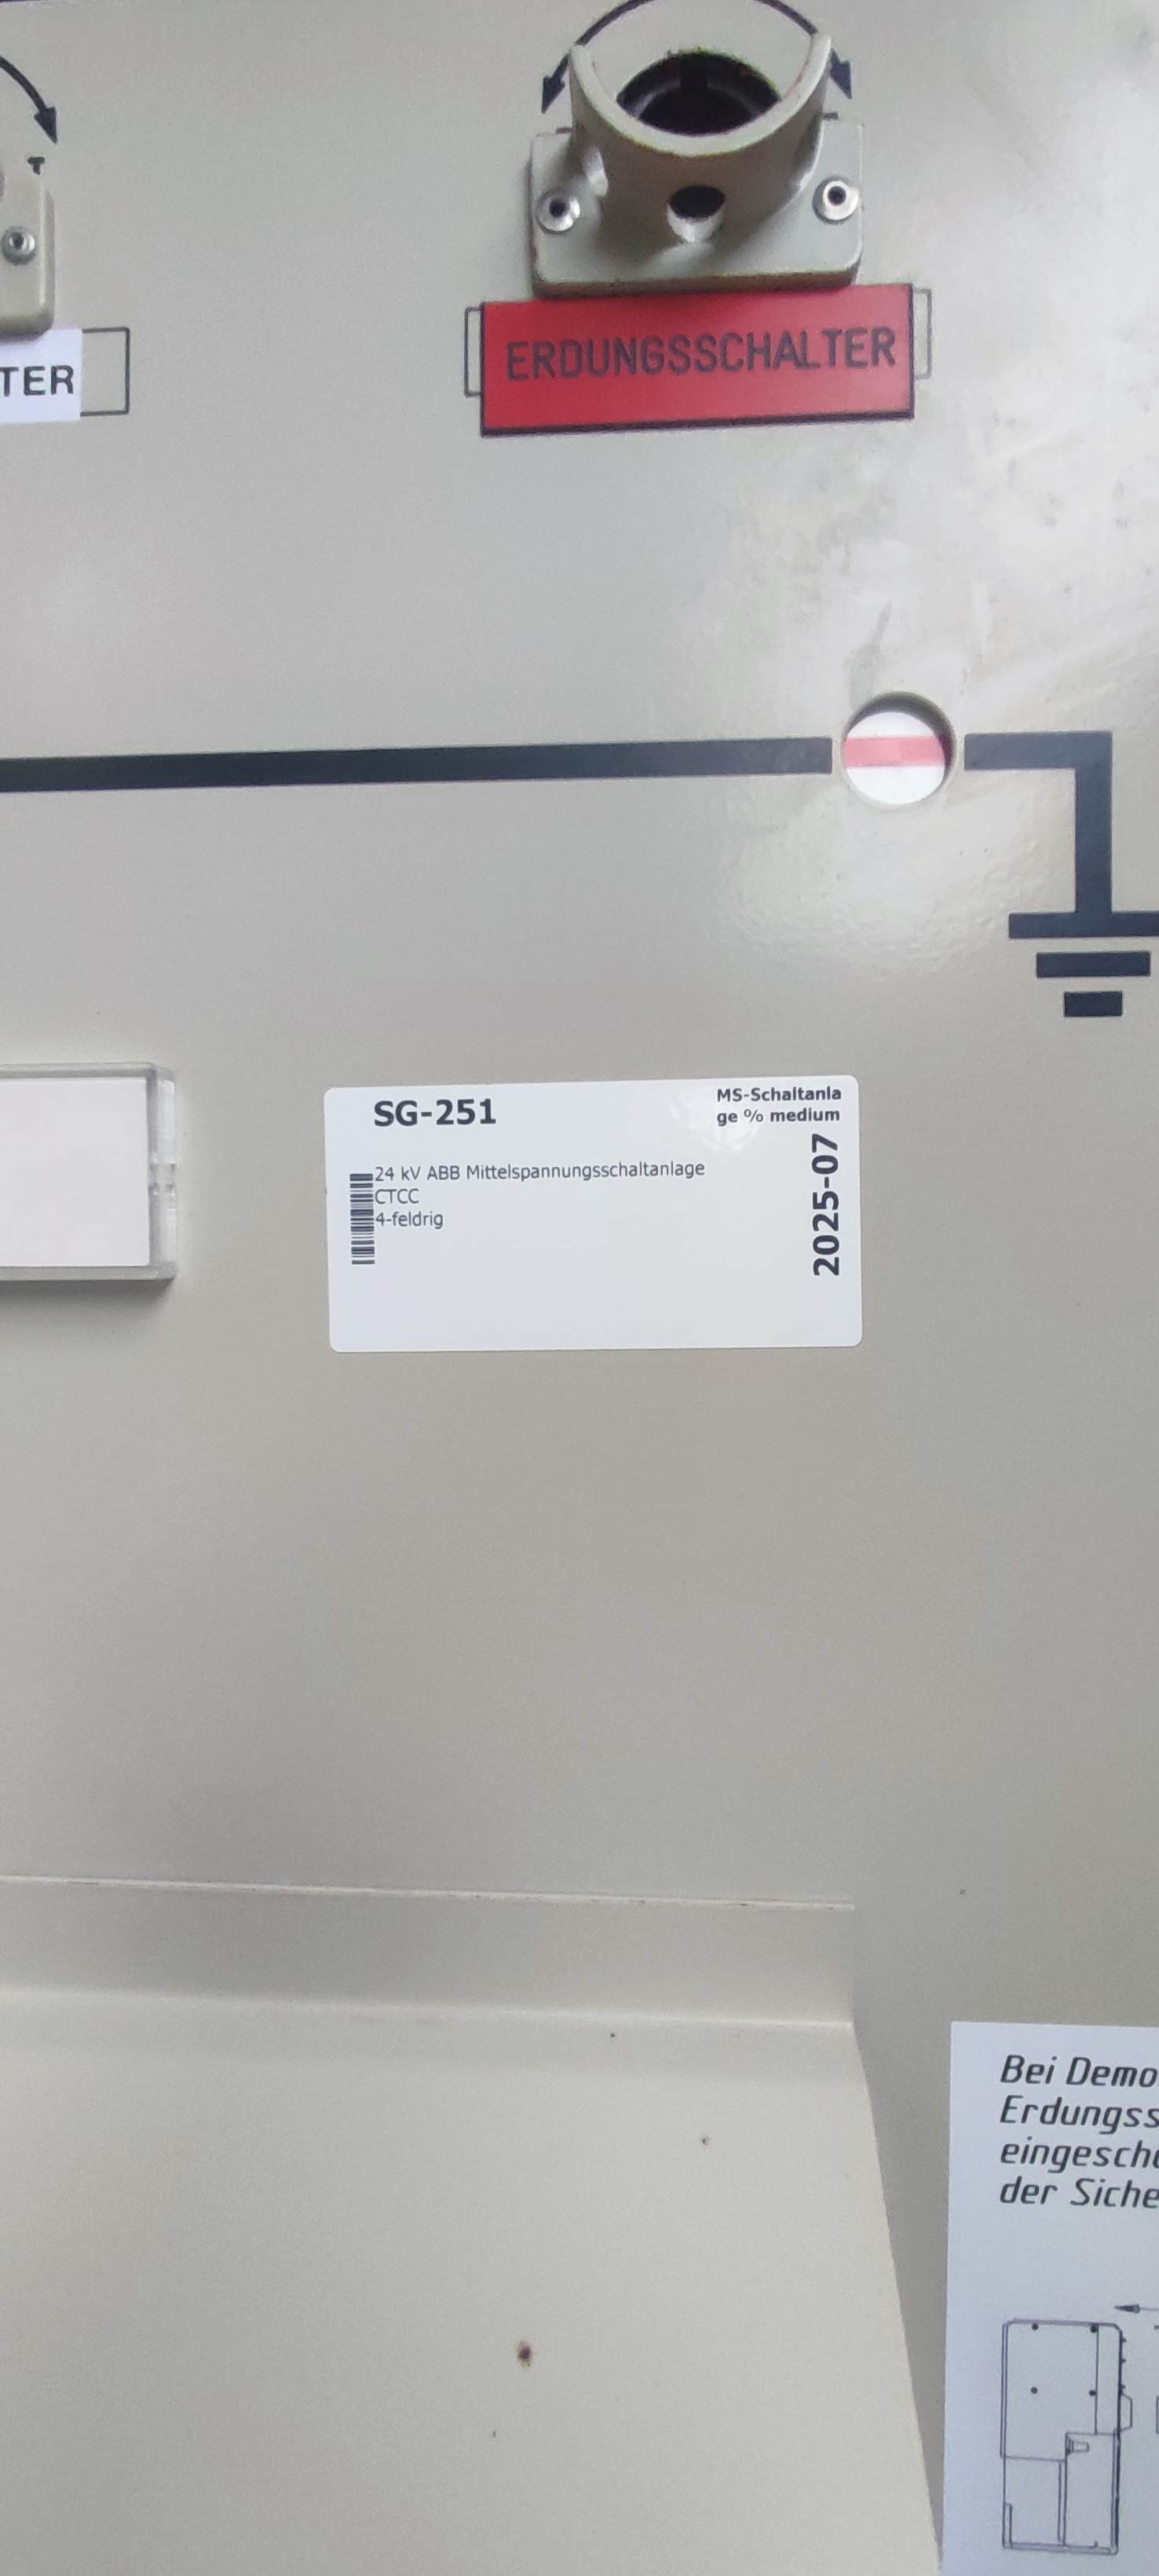 TER
ERDUNGSSCHALTER
SG-251
MS-Schaltanla
ge % medium
24 kV ABB Mittelspannungsschaltanlage
CTCC
4-feldrig
2025-07
Bei Demo
Erdungss
eingesch
der Siche